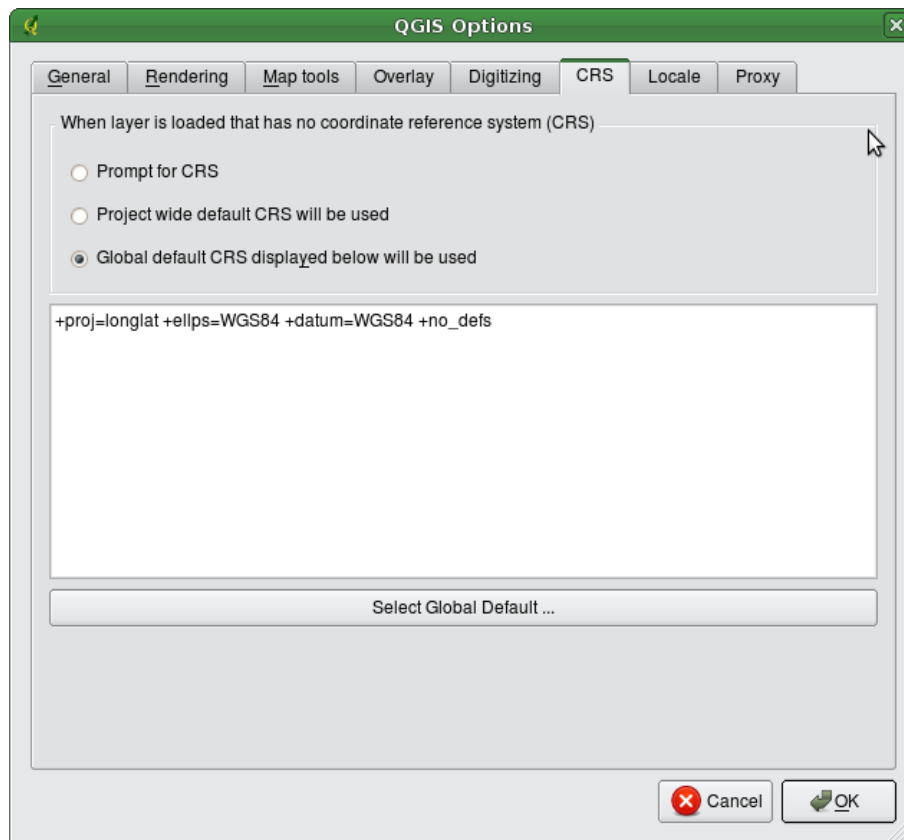 QGIS Options
General Rendering Map tools Overlay Digitizing CRS Locale Proxy
When layer is loaded that has no coordinate reference system (CRS)
Prompt for CRS
Project wide default CRS will be used
Global default CRS displayed below will be used
+proj=longlat +ellps=WGS84 +datum=WGS84 +no_defs
Select Global Default ...
Cancel OK